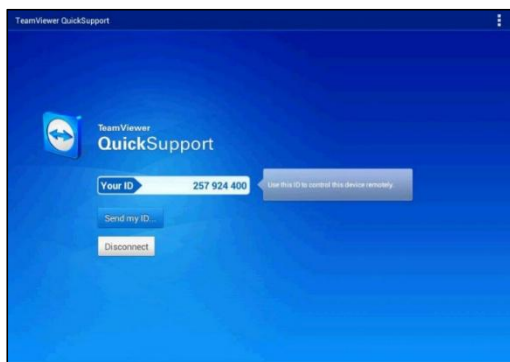 TeamViewer QuickSupport
TeamViewer
QuickSupport
Your ID 257 924 400
Use this ID to control this device remotely.
Send my ID...
Disconnect